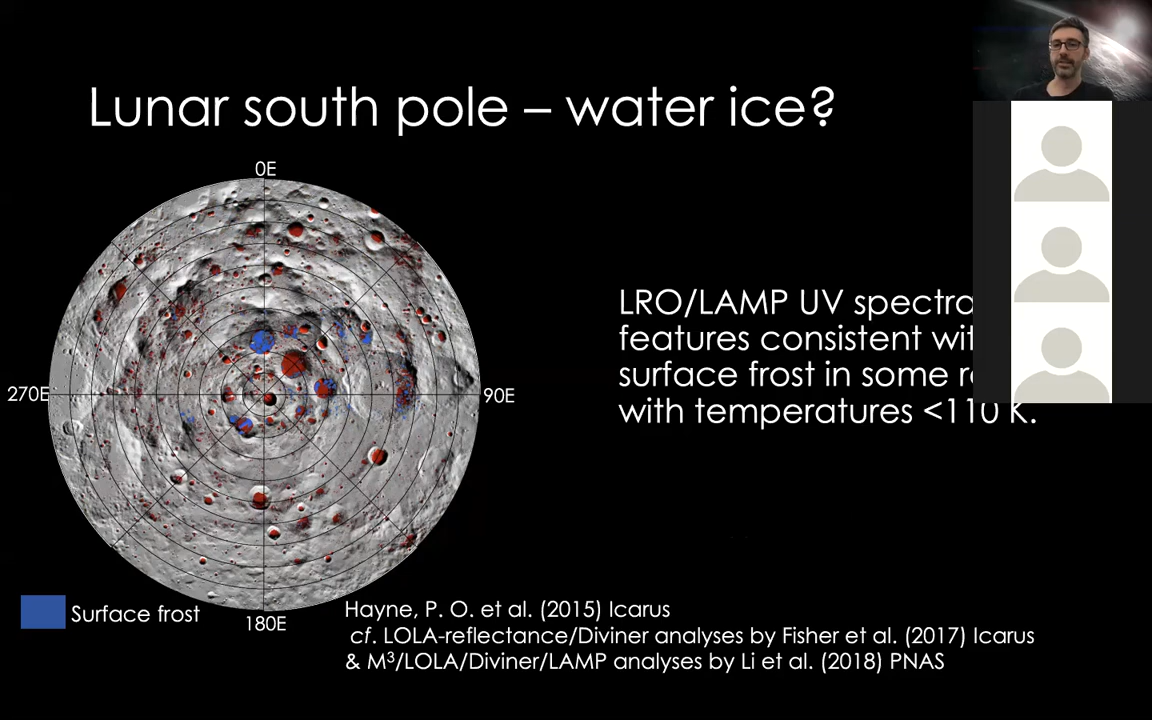 Lunar south pole – water ice?
0E
270E
90E
180E
LRO/LAMP UV spectra
features consistent
surface frost in some
with temperatures <110 K.
Surface frost
Hayne, P. O. et al. (2015) Icarus
cf. LOLA-reflectance/Diviner analyses by Fisher et al. (2017) Icarus
& M³/LOLA/Diviner/LAMP analyses by Li et al. (2018) PNAS